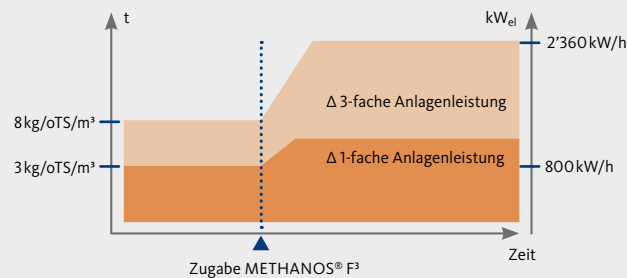 t
kWel
2'360 kW/h
Δ 3-fache Anlagenleistung
8 kg/oTS/m³
Δ 1-fache Anlagenleistung
3 kg/oTS/m³
800 kW/h
Zeit
Zugabe METHANOS® F³